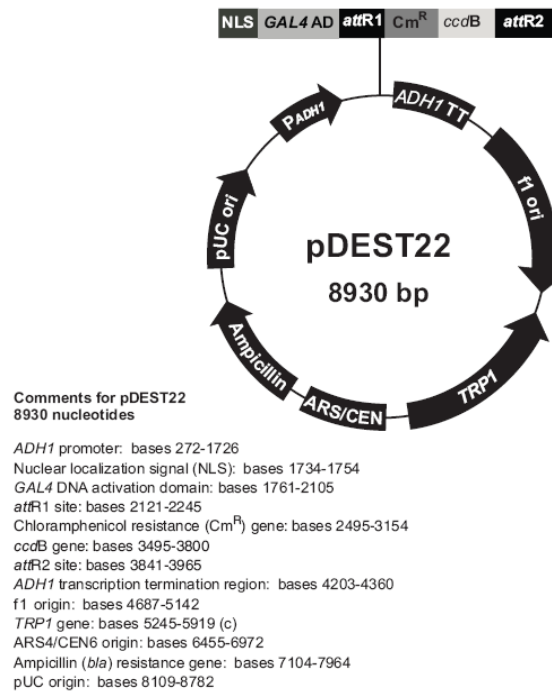 NLS GAL4 AD attR1 CmR ccdB attR2
PADH1
ADH1 TT
f1 ori
pUC ori
pDEST22
8930 bp
Ampicillin
TRP1
ARS/CEN
Comments for pDEST22
8930 nucleotides
ADH1 promoter: bases 272-1726
Nuclear localization signal (NLS): bases 1734-1754
GAL4 DNA activation domain: bases 1761-2105
attR1 site: bases 2121-2245
Chloramphenicol resistance (CmR) gene: bases 2495-3154
ccdB gene: bases 3495-3800
attR2 site: bases 3841-3965
ADH1 transcription termination region: bases 4203-4360
f1 origin: bases 4687-5142
TRP1 gene: bases 5245-5919 (c)
ARS4/CEN6 origin: bases 6455-6972
Ampicillin (bla) resistance gene: bases 7104-7964
pUC origin: bases 8109-8782